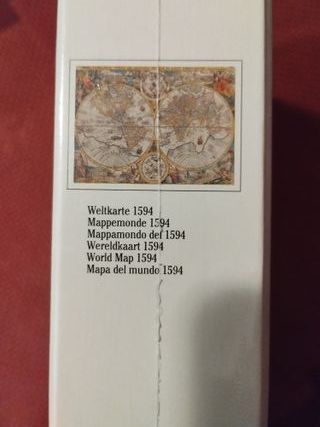 Weltkarte 1594
Mappemonde 1594
Mappamondo del 1594
Wereldkaart 1594
World Map 1594
Mapa del mundo 1594